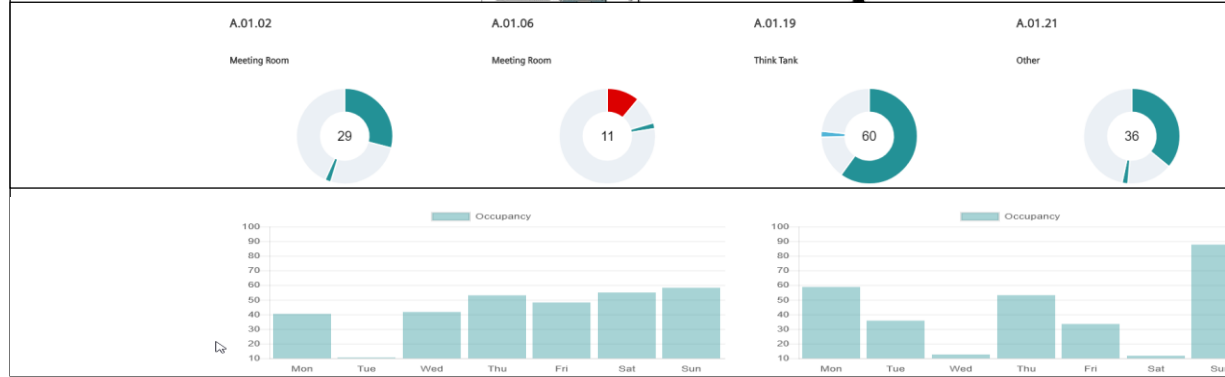 A.01.02 A.01.06 A.01.19 A.01.21
Meeting Room Meeting Room Think Tank Other
29 11 60 36
Occupancy Occupancy
100 100
90 90
80 80
70 70
60 60
50 50
40 40
30 30
20 20
10 10
Mon Tue Wed Thu Fri Sat Sun Mon Tue Wed Thu Fri Sat